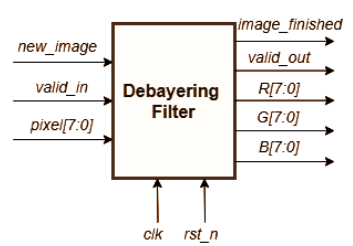 new_image
valid_in
pixel[7:0]
Debayering
Filter
image_finished
valid_out
R[7:0]
G[7:0]
B[7:0]
clk
rst_n